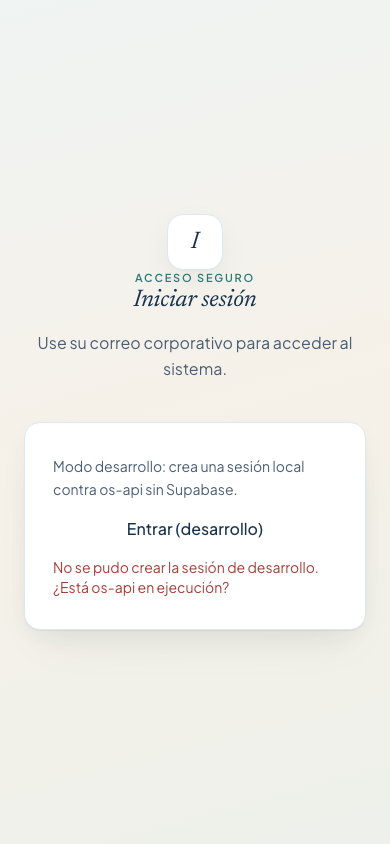 I
ACCESO SEGURO
Iniciar sesión
Use su correo corporativo para acceder al
sistema.
Modo desarrollo: crea una sesión local
contra os-api sin Supabase.
Entrar (desarrollo)
No se pudo crear la sesión de desarrollo.
¿Está os-api en ejecución?